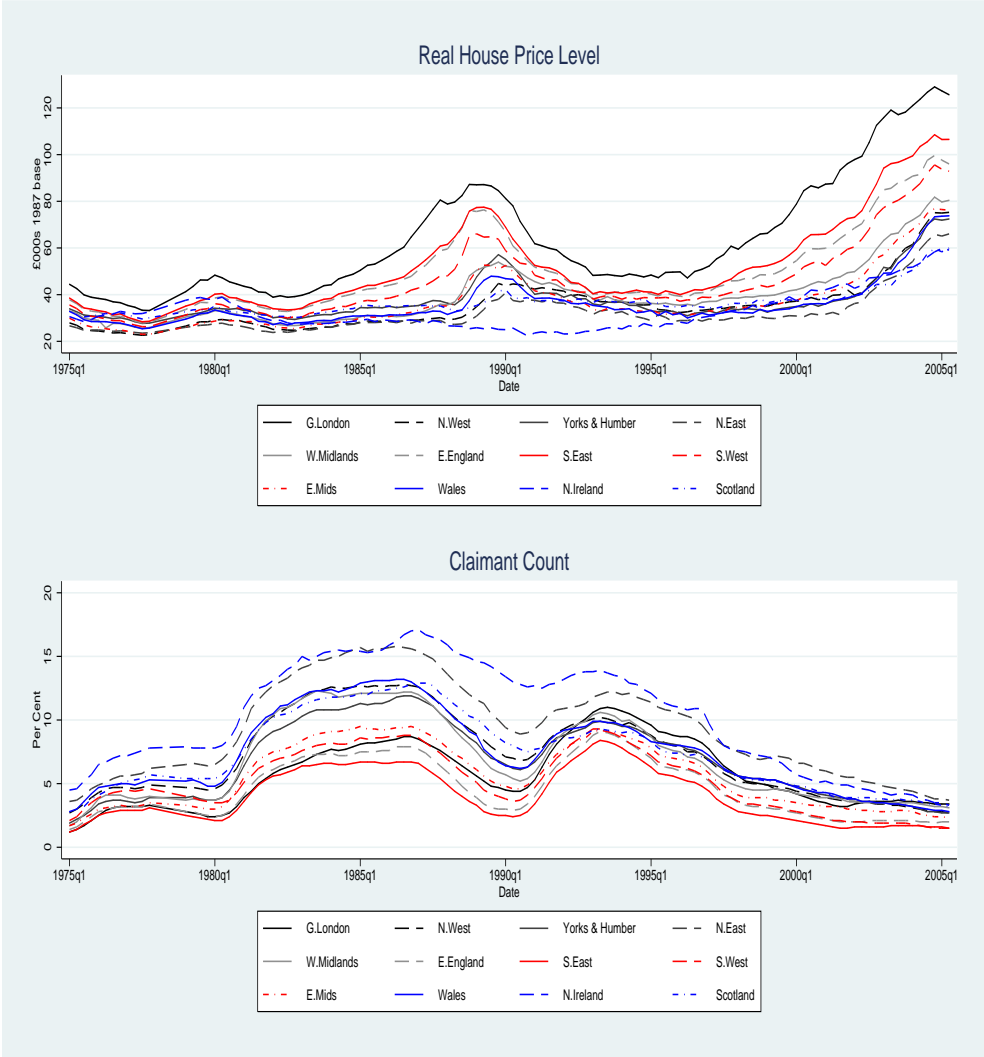 Real House Price Level
£000s 1987 base
120
100
80
60
40
20
1975q1 1980q1 1985q1 1990q1 1995q1 2000q1 2005q1
Date
G.London N.West Yorks & Humber N.East
W.Midlands E.England S.East S.West
E.Mids Wales N.Ireland Scotland
Claimant Count
Per Cent
20
15
10
5
0
1975q1 1980q1 1985q1 1990q1 1995q1 2000q1 2005q1
Date
G.London N.West Yorks & Humber N.East
W.Midlands E.England S.East S.West
E.Mids Wales N.Ireland Scotland